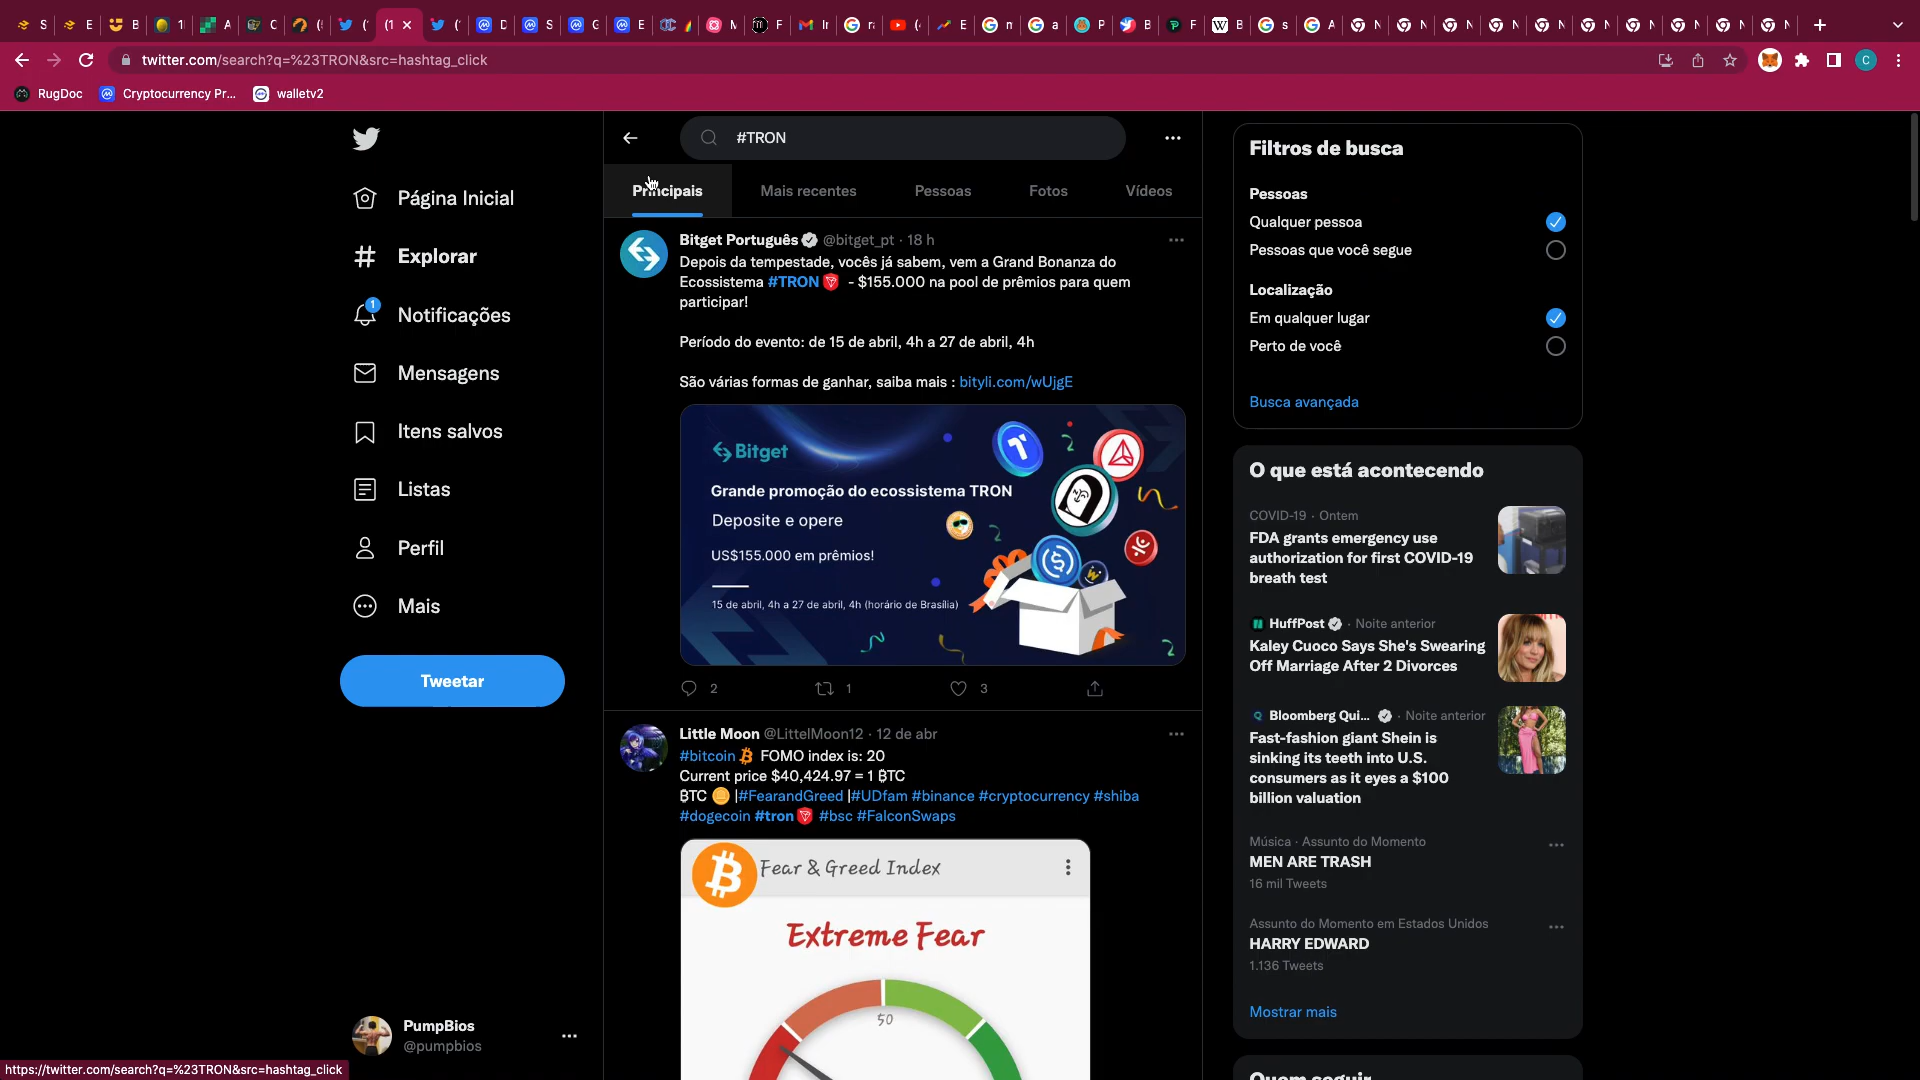 twitter.com/search?q=%23TRON&src=hashtag_click
RugDoc
Cryptocurrency Pr...
walletv2
#TRON
Principais
Mais recentes
Pessoas
Fotos
Vídeos
Página Inicial
Explorar
1
Notificações
Mensagens
Itens salvos
Listas
Perfil
Mais
Tweetar
PumpBios
@pumpbios
https://twitter.com/search?q=%23TRON&src=hashtag_click
Bitget Português @bitget_pt · 18 h
Depois da tempestade, vocês já sabem, vem a Grand Bonanza do
Ecossistema #TRON - $155.000 na pool de prêmios para quem
participar!
Período do evento: de 15 de abril, 4h a 27 de abril, 4h
São várias formas de ganhar, saiba mais : bityli.com/wUjgE
Bitget
Grande promoção do ecossistema TRON
Deposite e opere
US$155.000 em prêmios!
15 de abril, 4h a 27 de abril, 4h (horário de Brasília)
2
1
3
Little Moon @LittelMoon12 · 12 de abr
#bitcoin FOMO index is: 20
Current price $40,424.97 = 1 ₿TC
₿TC |#FearandGreed |#UDfam #binance #cryptocurrency #shiba
#dogecoin #tron #bsc #FalconSwaps
Fear & Greed Index
Extreme Fear
50
Filtros de busca
Pessoas
Qualquer pessoa
Pessoas que você segue
Localização
Em qualquer lugar
Perto de você
Busca avançada
O que está acontecendo
COVID-19 · Ontem
FDA grants emergency use
authorization for first COVID-19
breath test
HuffPost · Noite anterior
Kaley Cuoco Says She's Swearing
Off Marriage After 2 Divorces
Bloomberg Qui... · Noite anterior
Fast-fashion giant Shein is
sinking its teeth into U.S.
consumers as it eyes a $100
billion valuation
Música · Assunto do Momento
MEN ARE TRASH
16 mil Tweets
Assunto do Momento em Estados Unidos
HARRY EDWARD
1.136 Tweets
Mostrar mais
Quem seguir